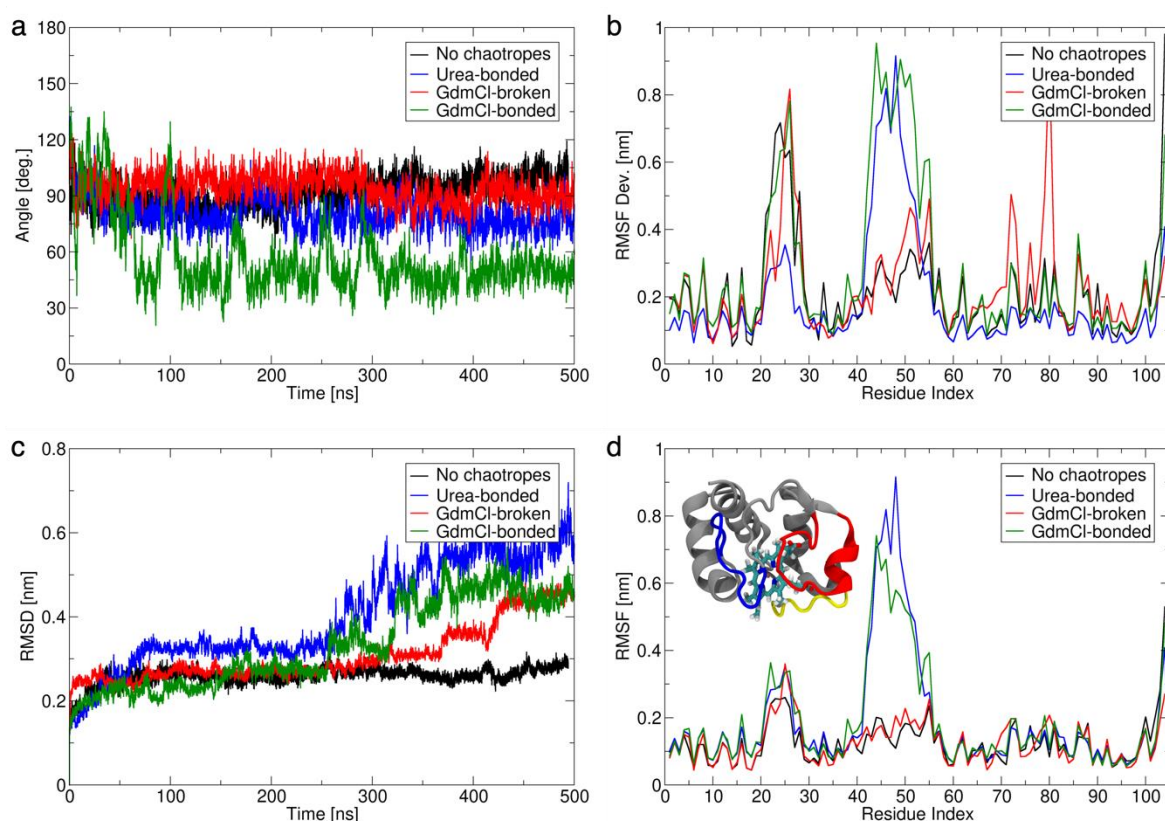 a
180
150
120
90
60
30
0
Angle [deg.]
No chaotropes
Urea-bonded
GdmCl-broken
GdmCl-bonded
0 100 200 300 400 500
Time [ns]
b
1
0.8
0.6
0.4
0.2
0
RMSF Dev. [nm]
No chaotropes
Urea-bonded
GdmCl-broken
GdmCl-bonded
0 10 20 30 40 50 60 70 80 90 100
Residue Index
c
0.8
0.6
0.4
0.2
0
RMSD [nm]
No chaotropes
Urea-bonded
GdmCl-broken
GdmCl-bonded
0 100 200 300 400 500
Time [ns]
d
1
0.8
0.6
0.4
0.2
0
RMSF [nm]
No chaotropes
Urea-bonded
GdmCl-broken
GdmCl-bonded
0 10 20 30 40 50 60 70 80 90 100
Residue Index